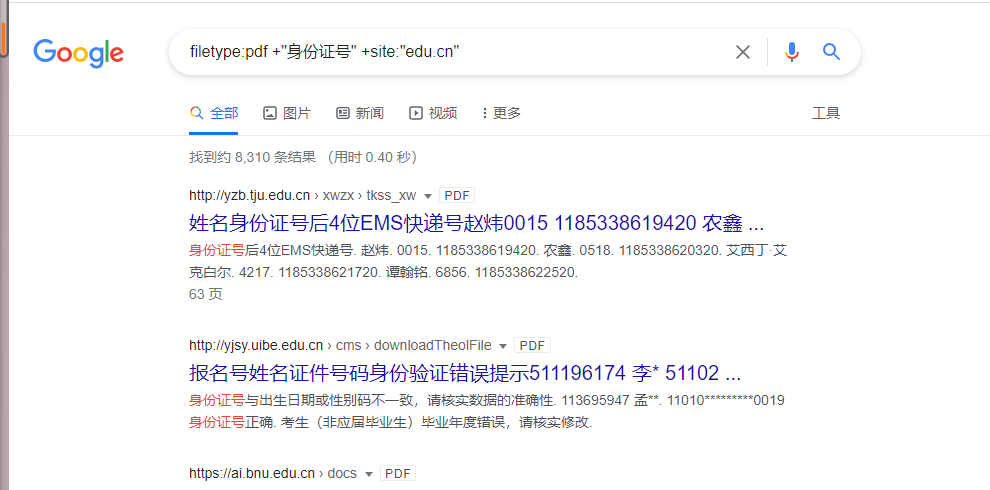 Google
filetype:pdf +"身份证号" +site:"edu.cn"
全部 图片 新闻 视频 更多 工具
找到约 8,310 条结果 （用时 0.40 秒）
http://yzb.tju.edu.cn › xwzx › tkss_xw PDF
姓名身份证号后4位EMS快递号赵炜0015 1185338619420 农鑫 ...
身份证号后4位EMS快递号. 赵炜. 0015. 1185338619420. 农鑫. 0518. 1185338620320. 艾西丁·艾
克白尔. 4217. 1185338621720. 谭翰铭. 6856. 1185338622520.
63 页
http://yjsy.uibe.edu.cn › cms › downloadTheolFile PDF
报名号姓名证件号码身份验证错误提示511196174 李* 51102 ...
身份证号与出生日期或性别码不一致，请核实数据的准确性. 113695947 孟**. 11010*********0019
身份证号正确. 考生（非应届毕业生）毕业年度错误，请核实修改.
https://ai.bnu.edu.cn › docs PDF